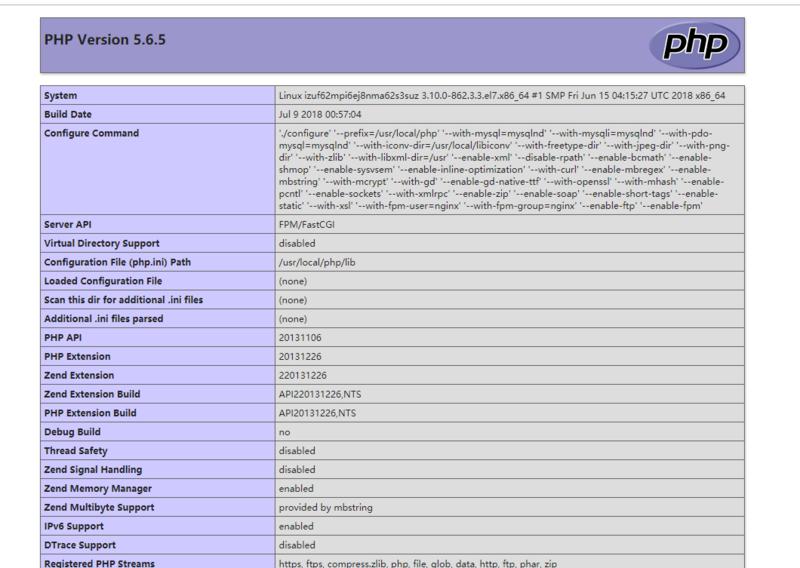 PHP Version 5.6.5
php
System Linux izuf62mpi6ej8nma62s3suz 3.10.0-862.3.3.el7.x86_64 #1 SMP Fri Jun 15 04:15:27 UTC 2018 x86_64
Build Date Jul 9 2018 00:57:04
Configure Command './configure' '--prefix=/usr/local/php' '--with-mysql=mysqlnd' '--with-mysqli=mysqlnd' '--with-pdo-
mysql=mysqlnd' '--with-iconv-dir=/usr/local/libiconv' '--with-freetype-dir' '--with-jpeg-dir' '--with-png-
dir' '--with-zlib' '--with-libxml-dir=/usr' '--enable-xml' '--disable-rpath' '--enable-bcmath' '--enable-
shmop' '--enable-sysvsem' '--enable-inline-optimization' '--with-curl' '--enable-mbregex' '--enable-
mbstring' '--with-mcrypt' '--with-gd' '--enable-gd-native-ttf' '--with-openssl' '--with-mhash' '--enable-
pcntl' '--enable-sockets' '--with-xmlrpc' '--enable-zip' '--enable-soap' '--enable-short-tags' '--enable-
static' '--with-xsl' '--with-fpm-user=nginx' '--with-fpm-group=nginx' '--enable-ftp' '--enable-fpm'
Server API FPM/FastCGI
Virtual Directory Support disabled
Configuration File (php.ini) Path /usr/local/php/lib
Loaded Configuration File (none)
Scan this dir for additional .ini files (none)
Additional .ini files parsed (none)
PHP API 20131106
PHP Extension 20131226
Zend Extension 220131226
Zend Extension Build API220131226,NTS
PHP Extension Build API20131226,NTS
Debug Build no
Thread Safety disabled
Zend Signal Handling disabled
Zend Memory Manager enabled
Zend Multibyte Support provided by mbstring
IPv6 Support enabled
DTrace Support disabled
Registered PHP Streams https, ftps, compress.zlib, php, file, glob, data, http, ftp, phar, zip